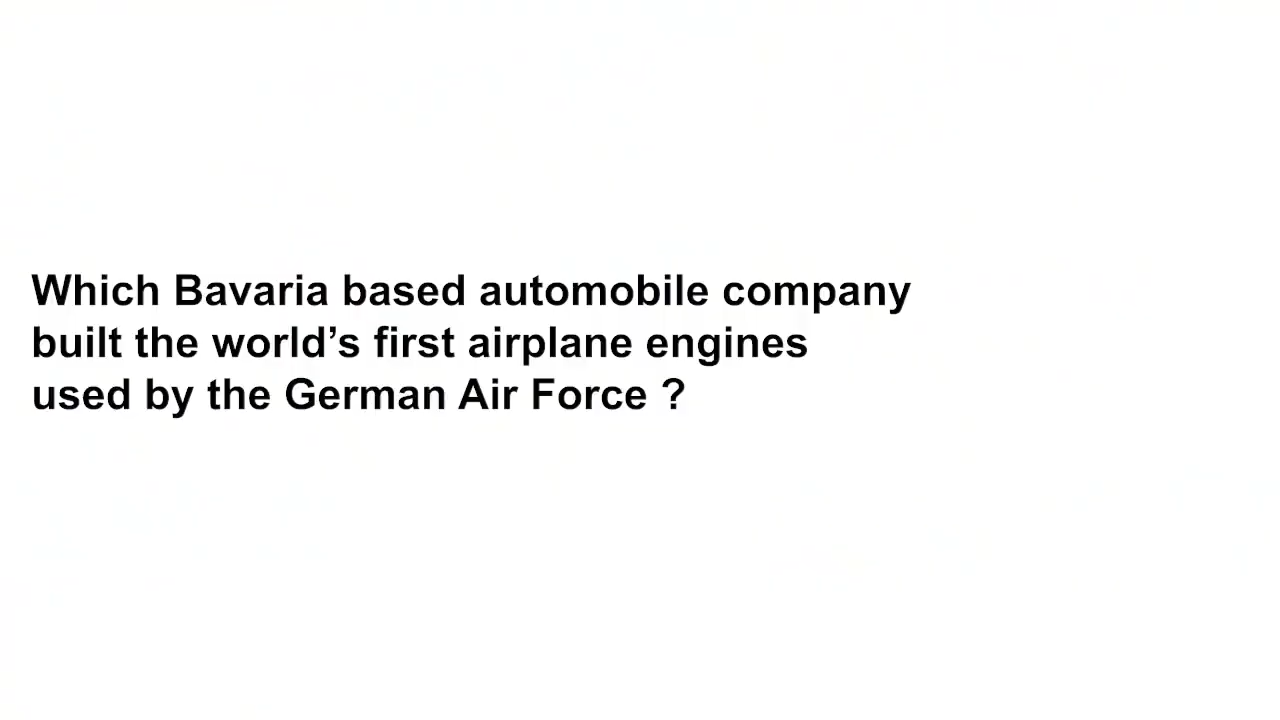 Which Bavaria based automobile company
built the world’s first airplane engines
used by the German Air Force ?